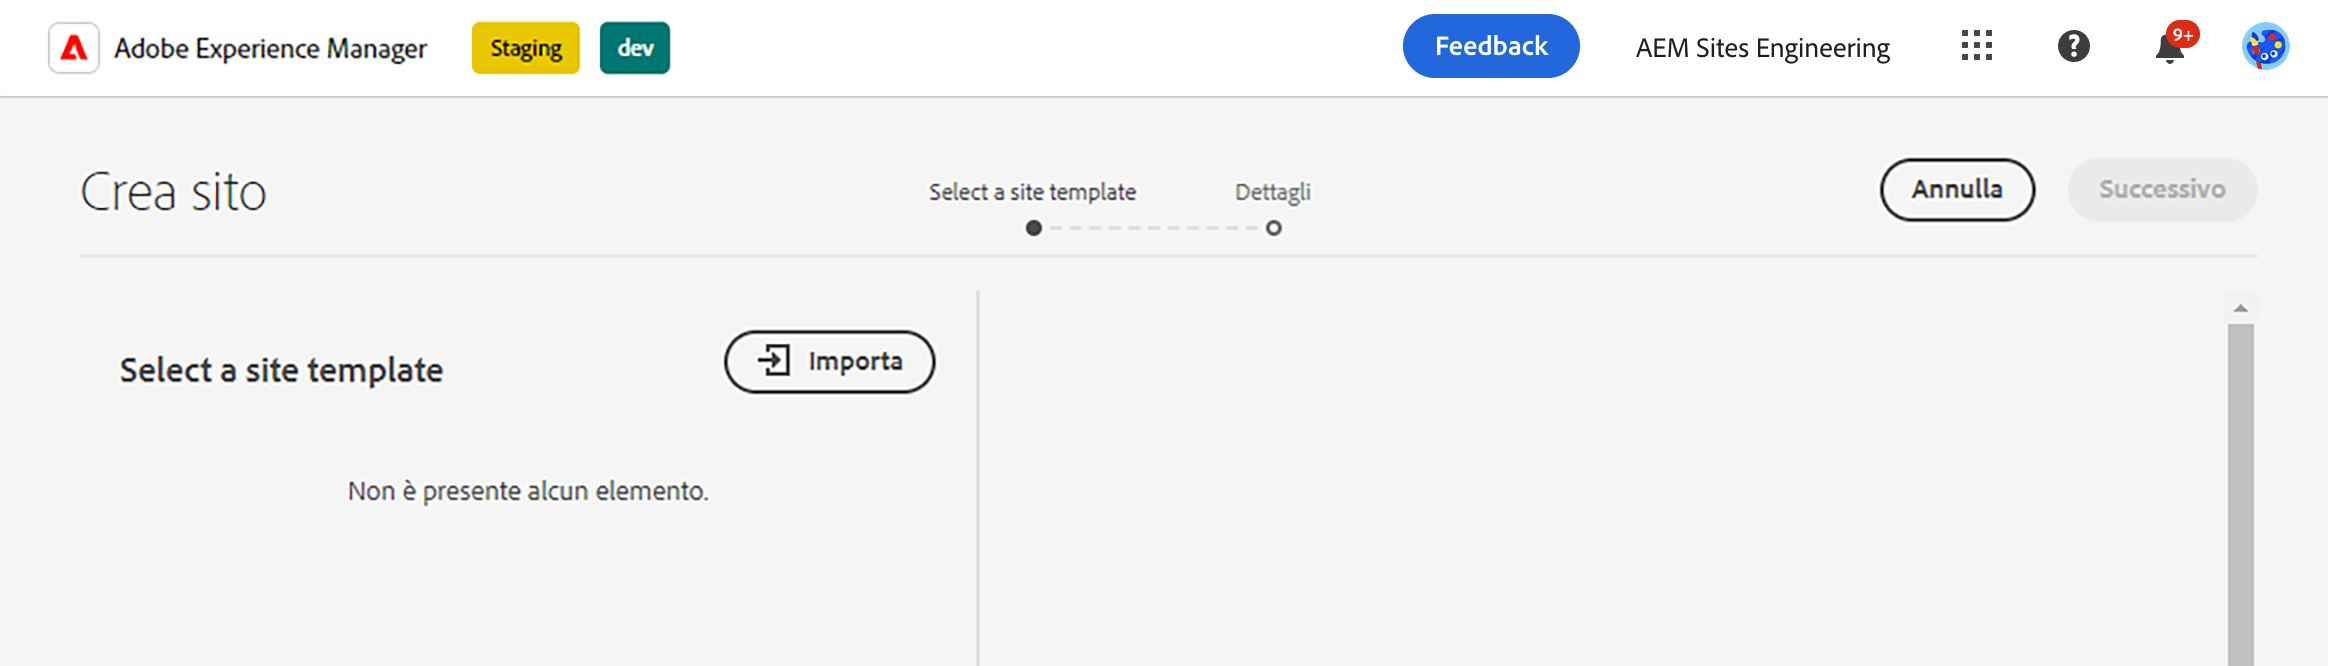 Adobe Experience Manager Staging dev Feedback AEM Sites Engineering 9+
Crea sito Select a site template Dettagli Annulla Successivo
Select a site template Importa
Non è presente alcun elemento.